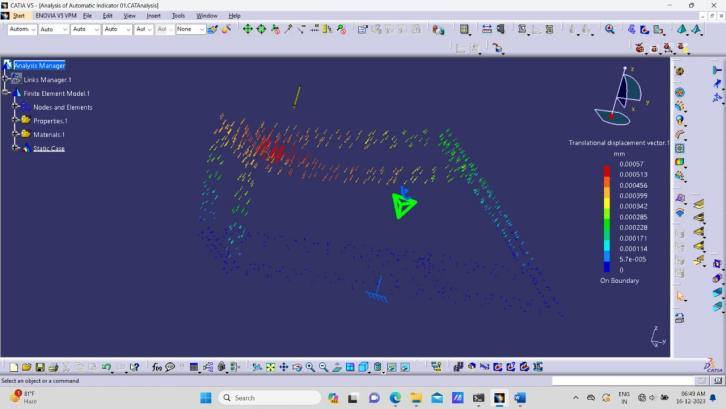 CATIA V5 - [Analysis of Automatic Indicator 01.CATAnalysis]
Start ENOVIA V5 VPM File Edit View Insert Tools Window Help
Auto Auto Auto None
Analysis Manager
Links Manager.1
Finite Element Model.1
Nodes and Elements
Properties.1
Materials.1
Static Case
z
x
y
Translational displacement vector.1
mm
0.00057
0.000513
0.000456
0.000399
0.000342
0.000285
0.000228
0.000171
0.000114
5.7e-005
0
On Boundary
z
x y
f(x)
CATIA
Select an object or a command
81°F
Haze
Search
ENG
IN
06:49 AM
16-12-2023